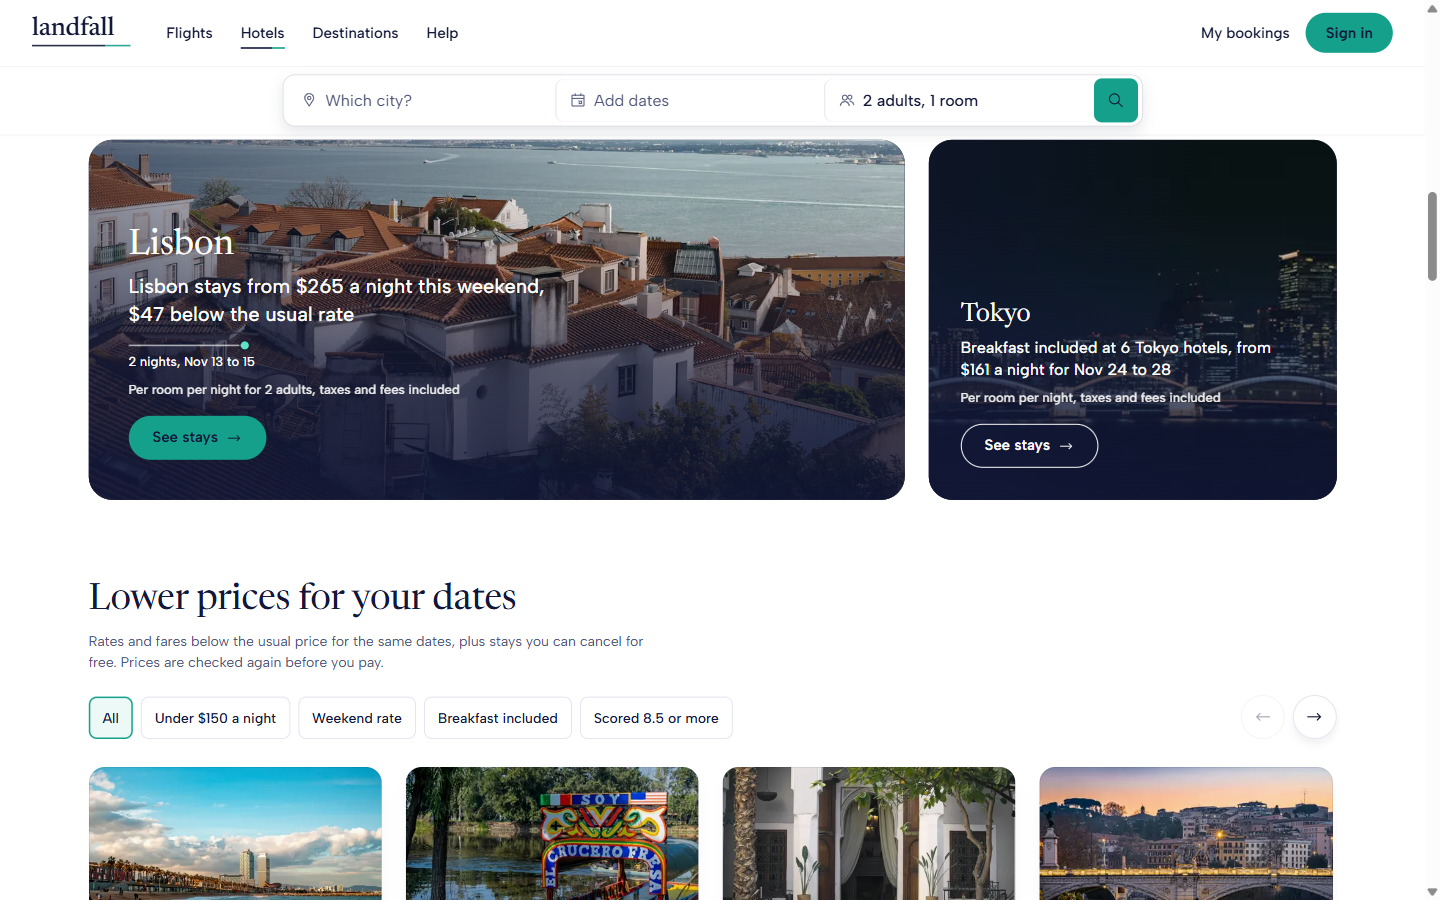 landfall
Flights
Hotels
Destinations
Help
My bookings
Sign in
Which city?
Add dates
2 adults, 1 room
Lisbon
Lisbon stays from $265 a night this weekend,
$47 below the usual rate
2 nights, Nov 13 to 15
Per room per night for 2 adults, taxes and fees included
See stays →
Tokyo
Breakfast included at 6 Tokyo hotels, from
$161 a night for Nov 24 to 28
Per room per night, taxes and fees included
See stays →
Lower prices for your dates
Rates and fares below the usual price for the same dates, plus stays you can cancel for
free. Prices are checked again before you pay.
All
Under $150 a night
Weekend rate
Breakfast included
Scored 8.5 or more
SOY
EL CRUCERO FRESA